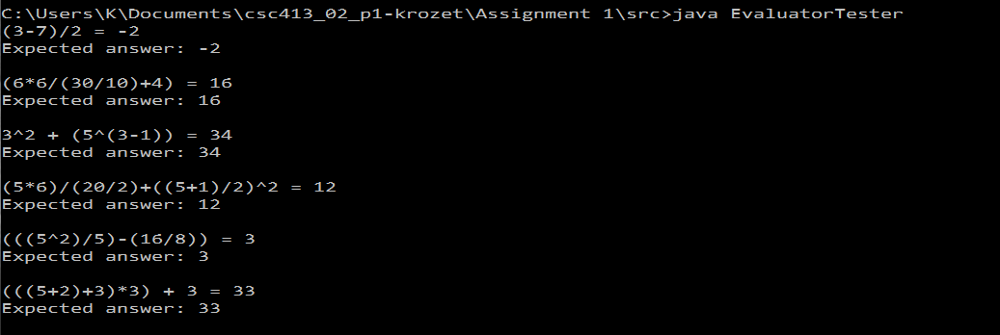 C:\Users\K\Documents\csc413_02_p1-krozet\Assignment 1\src>java EvaluatorTester
(3-7)/2 = -2
Expected answer: -2
(6*6/(30/10)+4) = 16
Expected answer: 16
3^2 + (5^(3-1)) = 34
Expected answer: 34
(5*6)/(20/2)+((5+1)/2)^2 = 12
Expected answer: 12
(((5^2)/5)-(16/8)) = 3
Expected answer: 3
(((5+2)+3)*3) + 3 = 33
Expected answer: 33